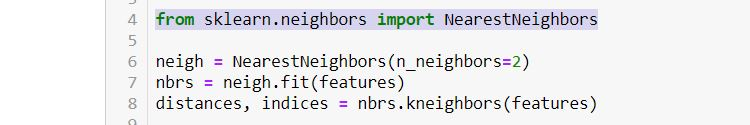 4 from sklearn.neighbors import NearestNeighbors
5
6 neigh = NearestNeighbors(n_neighbors=2)
7 nbrs = neigh.fit(features)
8 distances, indices = nbrs.kneighbors(features)